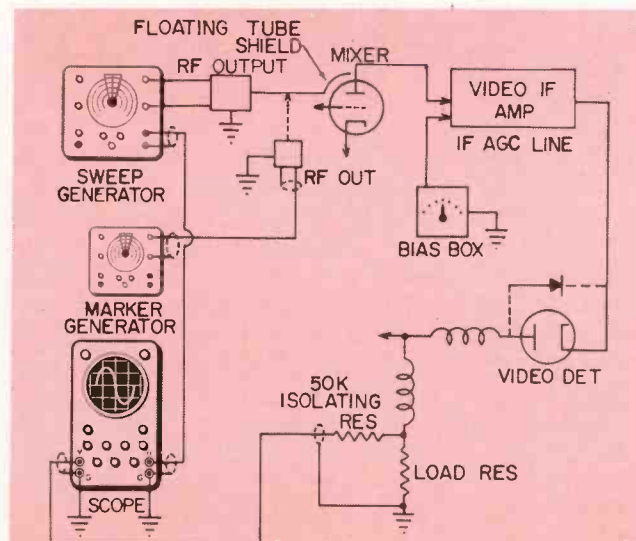 FLOATING TUBE
SHIELD
RF OUTPUT
MIXER
VIDEO IF
AMP
IF AGC LINE
SWEEP
GENERATOR
RF OUT
BIAS BOX
MARKER
GENERATOR
VIDEO DET
50K
ISOLATING
RES
LOAD RES
SCOPE